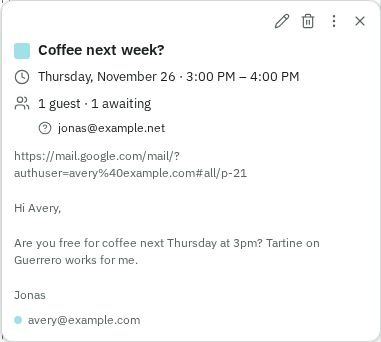 Coffee next week?
Thursday, November 26 · 3:00 PM – 4:00 PM
1 guest · 1 awaiting
jonas@example.net
https://mail.google.com/mail/?
authuser=avery%40example.com#all/p-21
Hi Avery,
Are you free for coffee next Thursday at 3pm? Tartine on
Guerrero works for me.
Jonas
avery@example.com